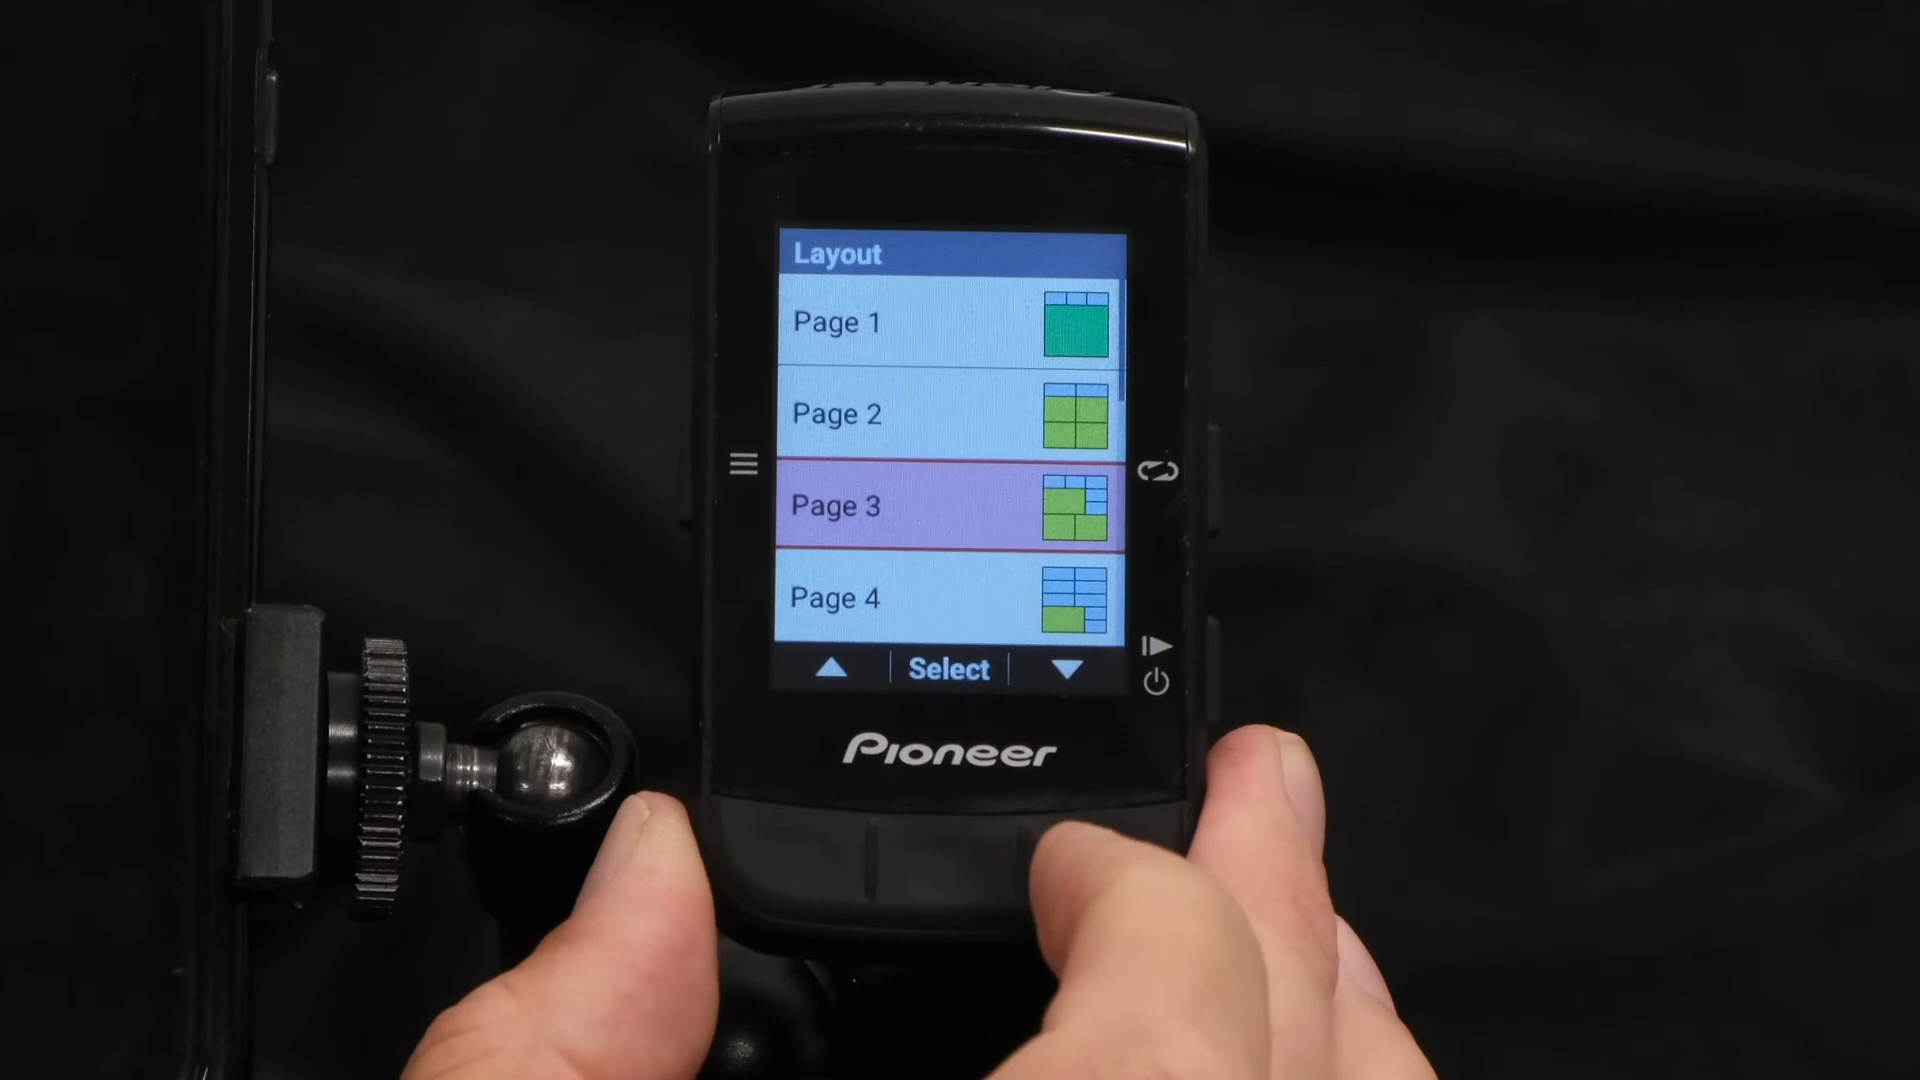 Layout
Page 1
Page 2
Page 3
Page 4
Select
Pioneer